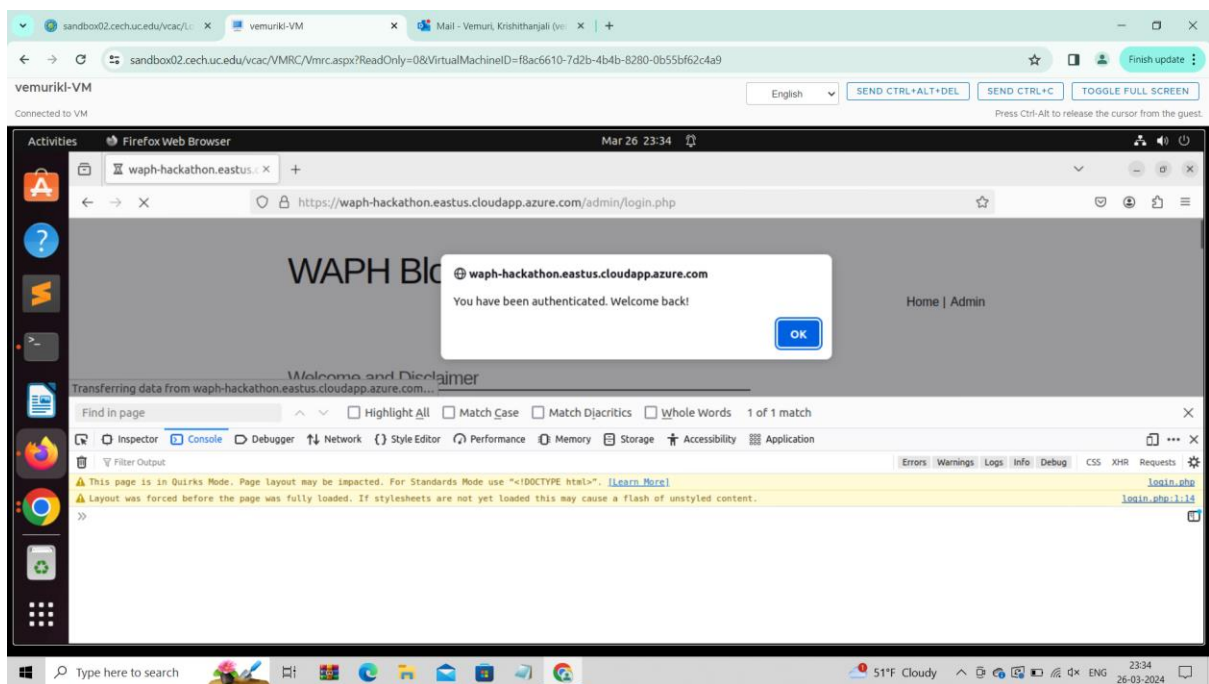 sandbox02.cech.uc.edu/vcac/Lo
vemurikl-VM
Mail - Vemuri, Krishithanjali (ve
sandbox02.cech.uc.edu/vcac/VMRC/Vmrc.aspx?ReadOnly=0&VirtualMachineID=f8ac6610-7d2b-4b4b-8280-0b55bf62c4a9
Finish update
vemurikl-VM
English
SEND CTRL+ALT+DEL
SEND CTRL+C
TOGGLE FULL SCREEN
Connected to VM
Press Ctrl-Alt to release the cursor from the guest.
Activities
Firefox Web Browser
Mar 26 23:34
waph-hackathon.eastus.c
https://waph-hackathon.eastus.cloudapp.azure.com/admin/login.php
WAPH Blo
waph-hackathon.eastus.cloudapp.azure.com
You have been authenticated. Welcome back!
OK
Home | Admin
Welcome and Disclaimer
Transferring data from waph-hackathon.eastus.cloudapp.azure.com...
Find in page
Highlight All
Match Case
Match Diacritics
Whole Words
1 of 1 match
Inspector
Console
Debugger
Network
Style Editor
Performance
Memory
Storage
Accessibility
Application
Filter Output
Errors Warnings Logs Info Debug CSS XHR Requests
This page is in Quirks Mode. Page layout may be impacted. For Standards Mode use "<!DOCTYPE html>". [Learn More]
login.php
Layout was forced before the page was fully loaded. If stylesheets are not yet loaded this may cause a flash of unstyled content.
login.php:1:14
Type here to search
51°F Cloudy
ENG
23:34
26-03-2024